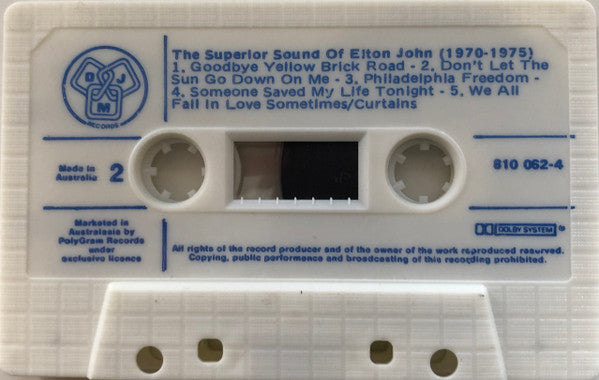 The Superior Sound Of Elton John (1970-1975)
1. Goodbye Yellow Brick Road - 2. Don't Let The
Sun Go Down On Me - 3. Philadelphia Freedom -
4. Someone Saved My Life Tonight - 5. We All
Fall In Love Sometimes/Curtains
D J
M
RECORDS
Made in
Australia
2
810 062-4
Marketed in
Australasia by
PolyGram Records
under
exclusive licence
DOLBY SYSTEM ®
All rights of the record producer and of the owner of the work reproduced reserved.
Copying, public performance and broadcasting of this recording prohibited.